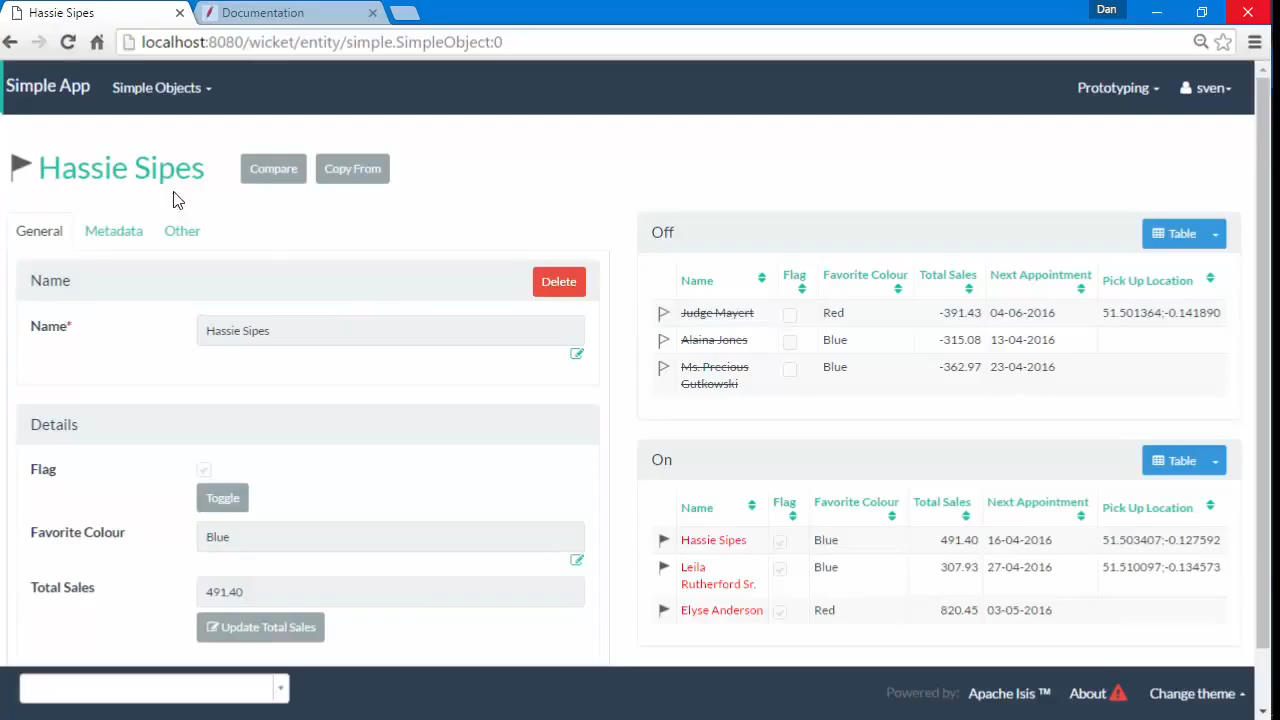 Hassie Sipes
Documentation
Dan
localhost:8080/wicket/entity/simple.SimpleObject:0
Simple App
Simple Objects
Prototyping
sven
Hassie Sipes
Compare
Copy From
General
Metadata
Other
Name
Delete
Name*
Hassie Sipes
Details
Flag
Toggle
Favorite Colour
Blue
Total Sales
491.40
Update Total Sales
Off
Table
Name Flag Favorite Colour Total Sales Next Appointment Pick Up Location
Judge Mayert Red -391.43 04-06-2016 51.501364;-0.141890
Alaina Jones Blue -315.08 13-04-2016
Ms. Precious Blue -362.97 23-04-2016
Gutkowski
On
Table
Name Flag Favorite Colour Total Sales Next Appointment Pick Up Location
Hassie Sipes Blue 491.40 16-04-2016 51.503407;-0.127592
Leila Blue 307.93 27-04-2016 51.510097;-0.134573
Rutherford Sr.
Elyse Anderson Red 820.45 03-05-2016
Powered by: Apache Isis ™ About Change theme